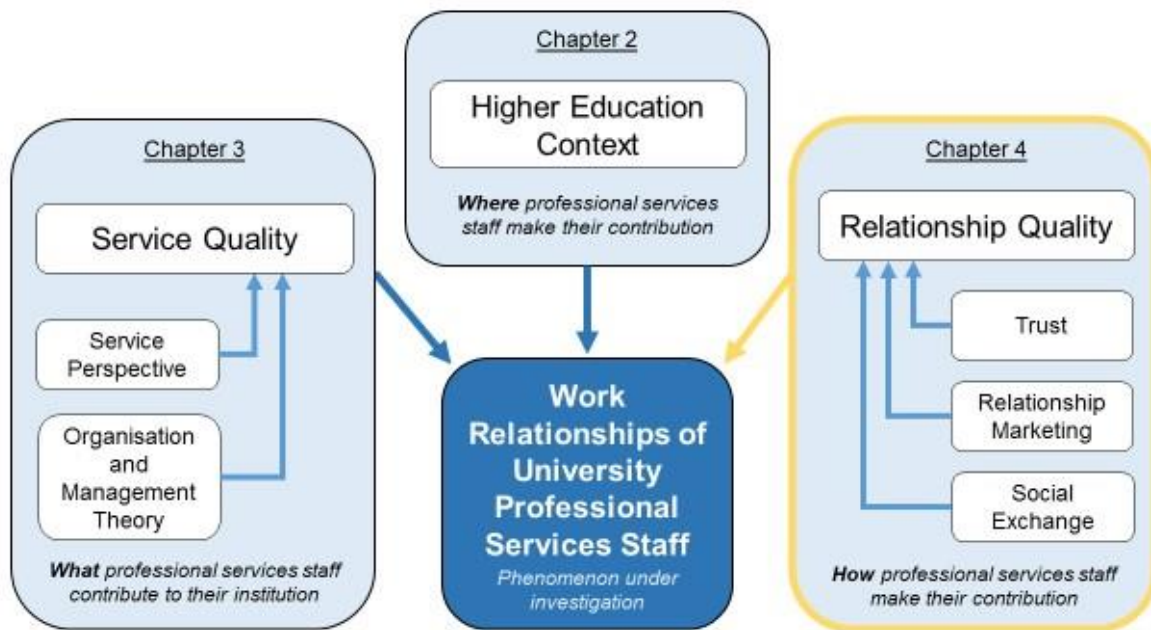 Chapter 2
Higher Education
Context
Where professional services
staff make their contribution
Chapter 3
Service Quality
Service
Perspective
Organisation
and
Management
Theory
What professional services staff
contribute to their institution
Chapter 4
Relationship Quality
Trust
Relationship
Marketing
Social
Exchange
How professional services staff
make their contribution
Work
Relationships of
University
Professional
Services Staff
Phenomenon under
investigation